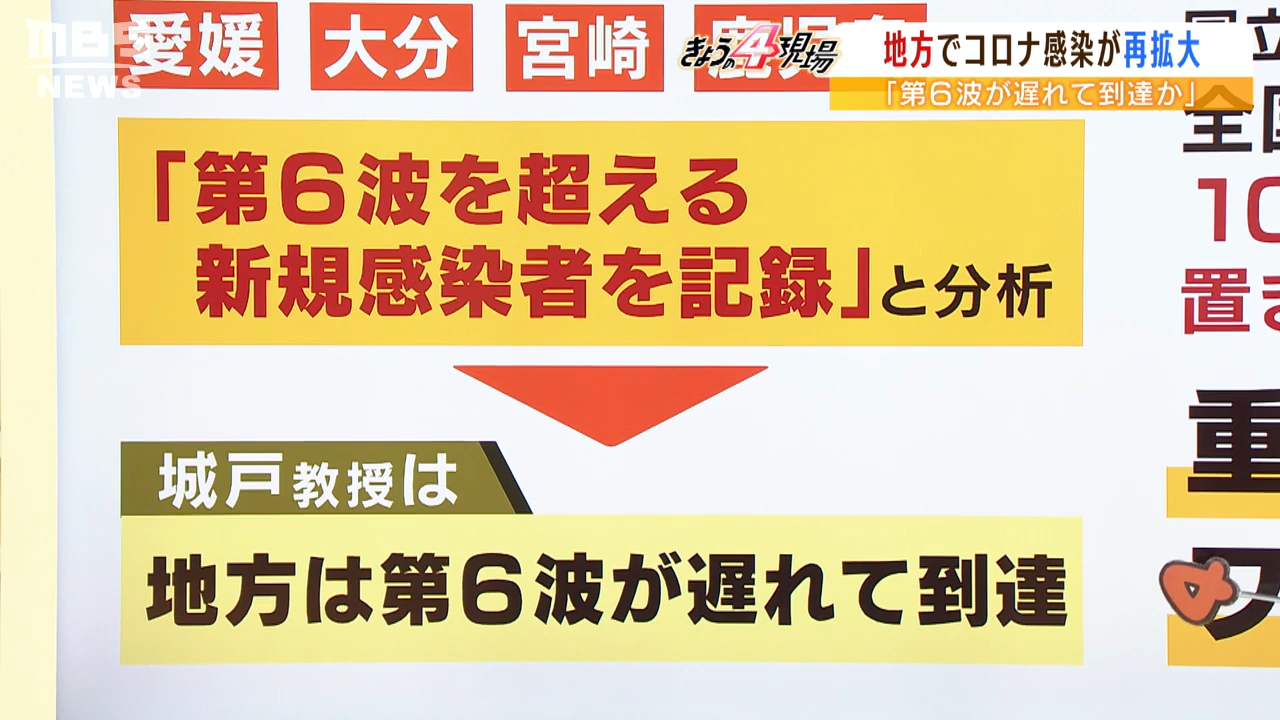 MBS
NEWS
愛媛
大分
宮崎
きょうの4現場
地方でコロナ感染が再拡大
「第6波が遅れて到達か」
「第6波を超える
新規感染者を記録」と分析
城戸教授は
地方は第6波が遅れて到達
全国
10
置き
重